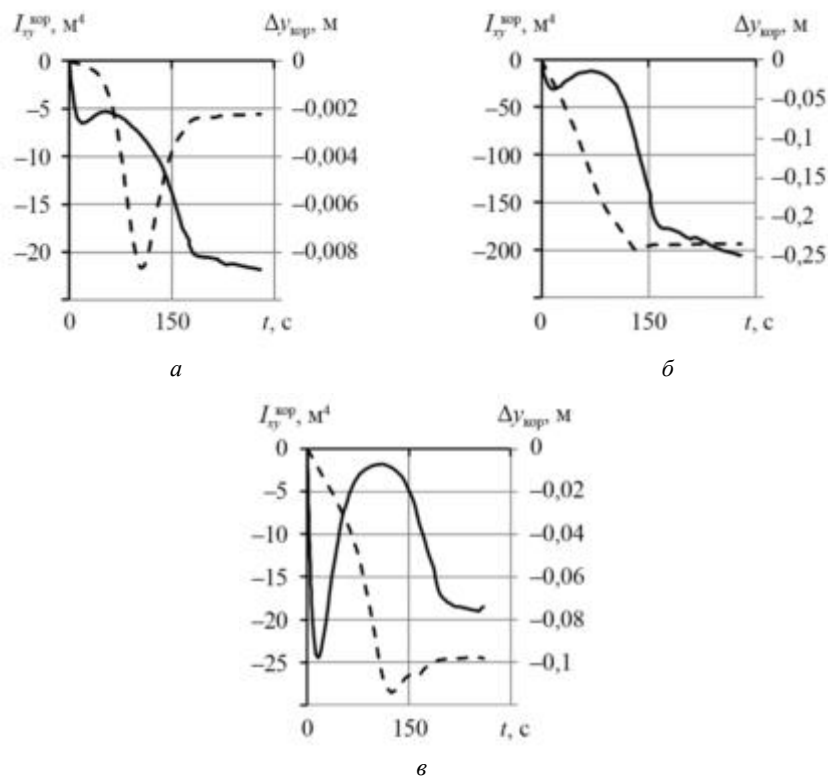 I_xy^кор, м⁴ Δy_кор, м
0 0
–5 –0,002
–10 –0,004
–15 –0,006
–20 –0,008
0 150 t, с
а
I_xy^кор, м⁴ Δy_кор, м
0 0
–50 –0,05
–100 –0,1
–150 –0,15
–200 –0,2
–0,25
0 150 t, с
б
I_xy^кор, м⁴ Δy_кор, м
0 0
–5 –0,02
–10 –0,04
–15 –0,06
–20 –0,08
–25 –0,1
0 150 t, с
в